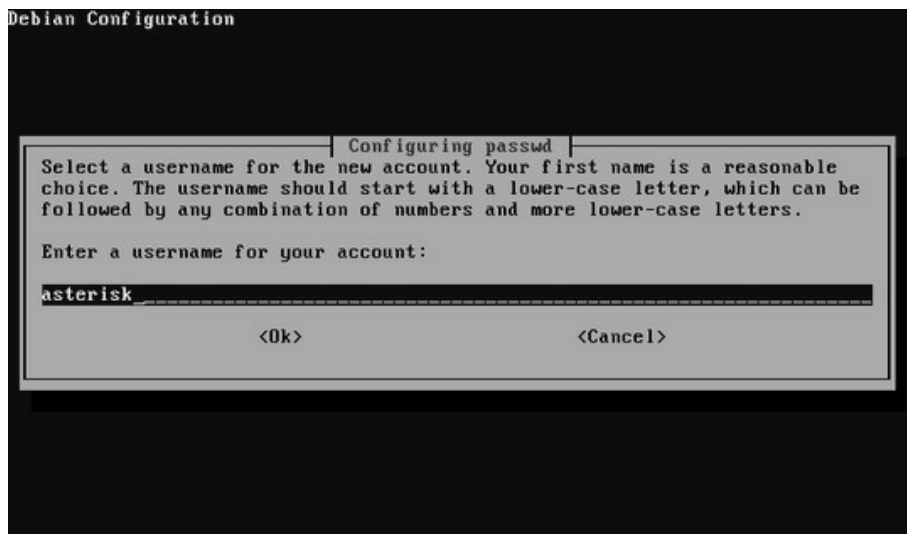 Debian Configuration
Configuring passwd
Select a username for the new account. Your first name is a reasonable
choice. The username should start with a lower-case letter, which can be
followed by any combination of numbers and more lower-case letters.
Enter a username for your account:
asterisk
<Ok> <Cancel>